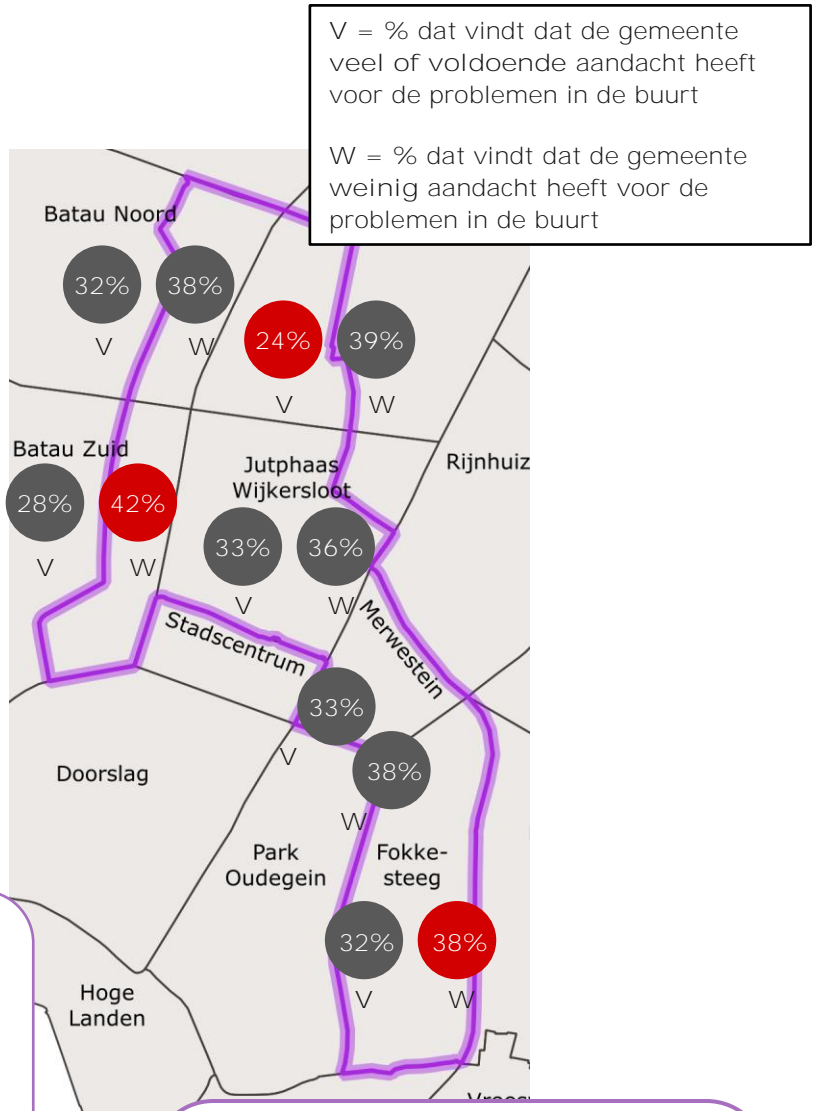 V = % dat vindt dat de gemeente
veel of voldoende aandacht heeft
voor de problemen in de buurt
W = % dat vindt dat de gemeente
weinig aandacht heeft voor de
problemen in de buurt
Batau Noord
32% 38%
V W
24% 39%
V W
Batau Zuid
28% 42%
V W
Jutphaas
Wijkersloot
Rijnhuiz
33% 36%
V W
Stadscentrum
Merwestein
33%
V
38%
W
Doorslag
Park
Oudegein
Fokke-
steeg
32% 38%
V W
Hoge
Landen